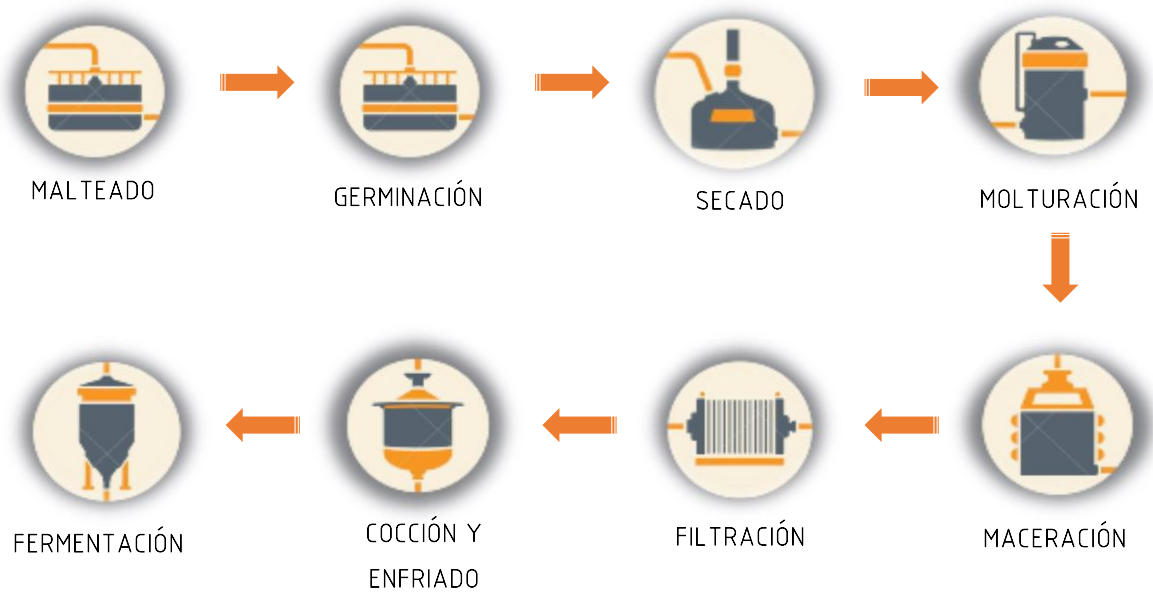 MALTEADO
GERMINACIÓN
SECADO
MOLTURACIÓN
FERMENTACIÓN
COCCIÓN Y
ENFRIADO
FILTRACIÓN
MACERACIÓN